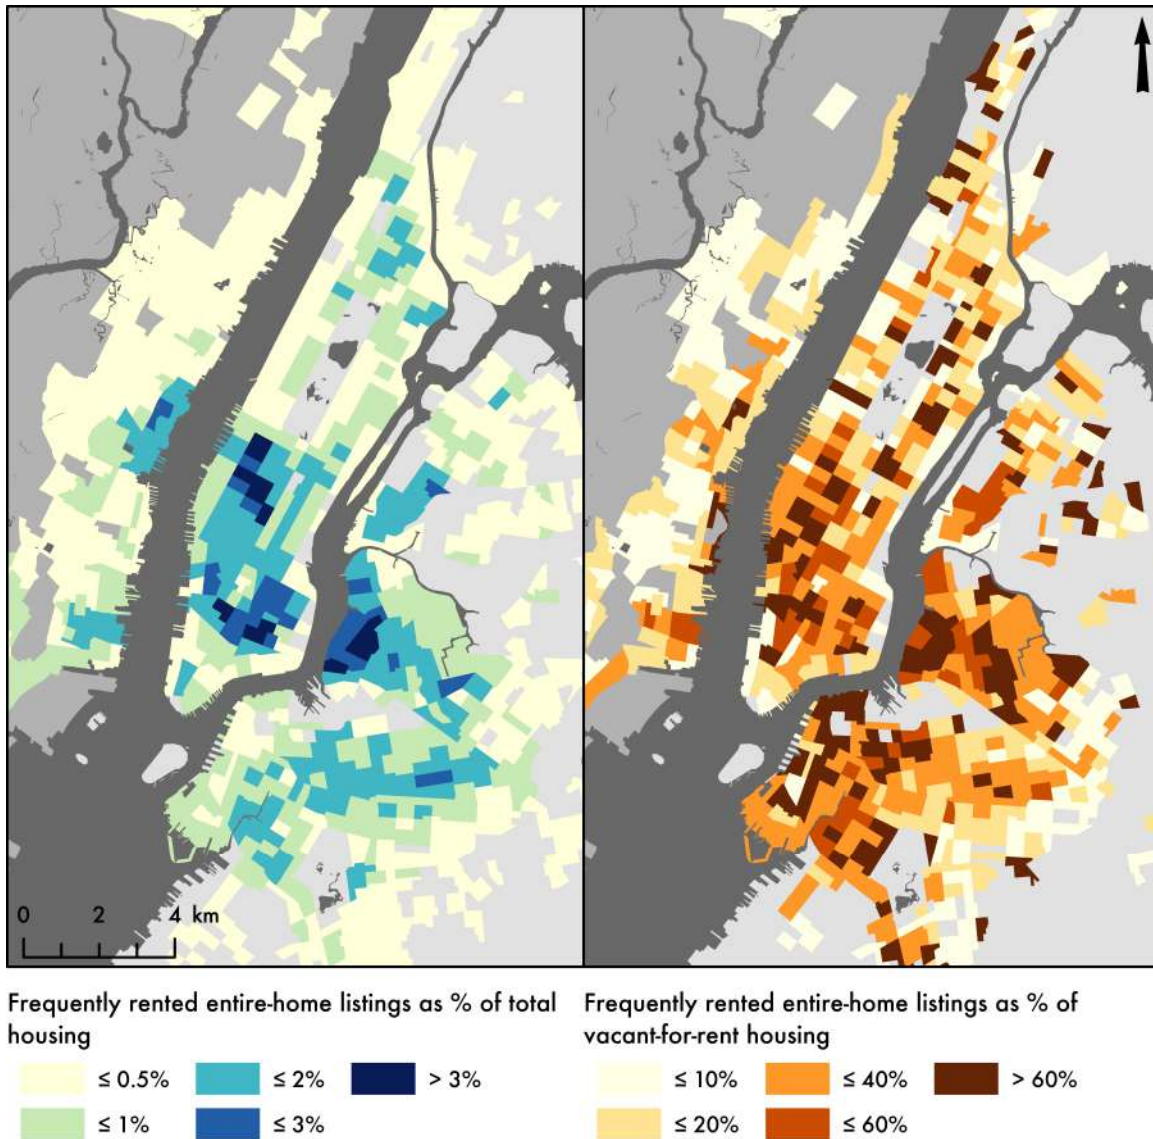 0 2 4 km
Frequently rented entire-home listings as % of total
housing
≤ 0.5% ≤ 2% > 3%
≤ 1% ≤ 3%
Frequently rented entire-home listings as % of
vacant-for-rent housing
≤ 10% ≤ 40% > 60%
≤ 20% ≤ 60%